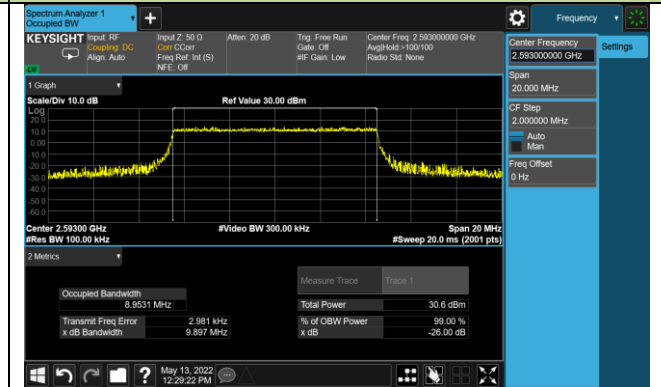 Spectrum Analyzer 1
Occupied BW
+
Frequency
KEYSIGHT
Input: RF
Coupling: DC
Align: Auto
Input Z: 50 Ω
Corr CCorr
Freq Ref: Int (S)
NFE: Off
Atten: 20 dB
Trig: Free Run
Gate: Off
#IF Gain: Low
Center Freq: 2.593000000 GHz
Avg|Hold:>100/100
Radio Std: None
Center Frequency
2.593000000 GHz
Settings
Span
20.000 MHz
CF Step
2.000000 MHz
Auto
Man
Freq Offset
0 Hz
1 Graph
Scale/Div 10.0 dB
Ref Value 30.00 dBm
Log
20.0
10.0
0.00
-10.0
-20.0
-30.0
-40.0
-50.0
-60.0
Center 2.59300 GHz
#Video BW 300.00 kHz
Span 20 MHz
#Res BW 100.00 kHz
#Sweep 20.0 ms (2001 pts)
2 Metrics
Measure Trace
Trace 1
Occupied Bandwidth
8.9531 MHz
Total Power
30.6 dBm
Transmit Freq Error
2.981 kHz
% of OBW Power
99.00 %
x dB Bandwidth
9.897 MHz
x dB
-26.00 dB
?
May 13, 2022
12:29:22 PM